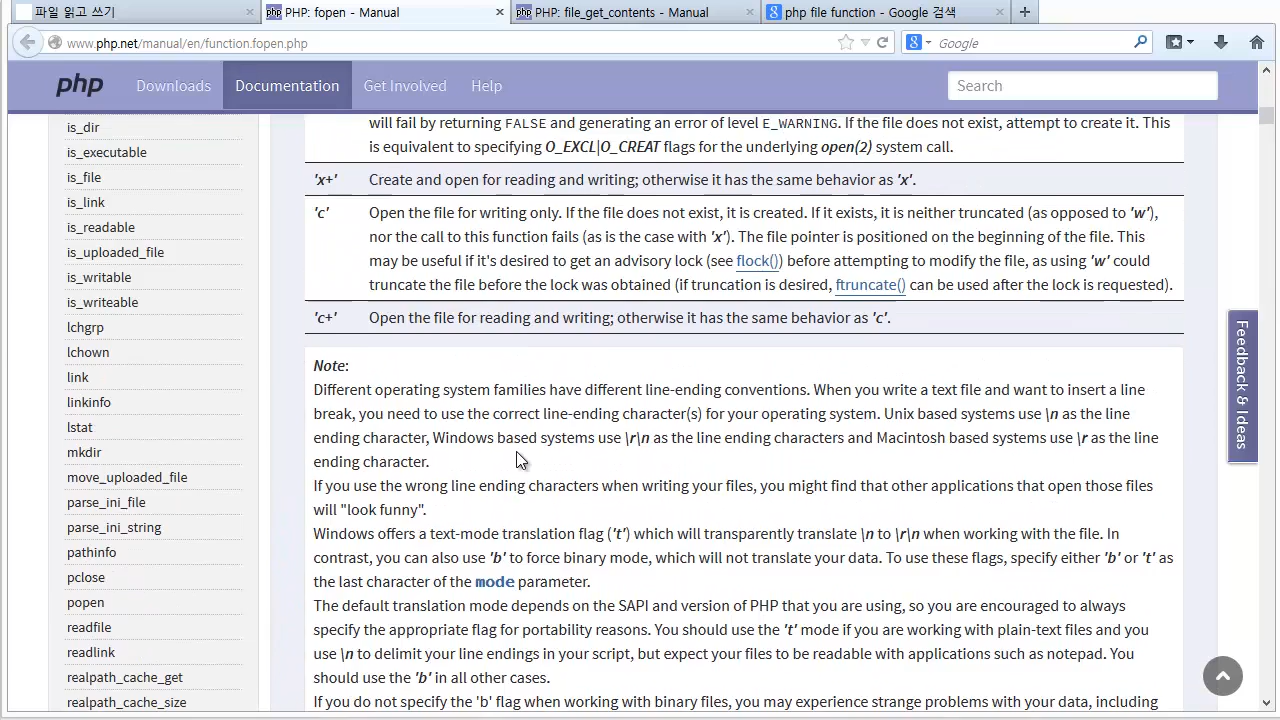 파일 읽고 쓰기
PHP: fopen - Manual
PHP: file_get_contents - Manual
php file function - Google 검색
www.php.net/manual/en/function.fopen.php
Google
php
Downloads
Documentation
Get Involved
Help
Search
is_dir
is_executable
is_file
is_link
is_readable
is_uploaded_file
is_writable
is_writeable
lchgrp
lchown
link
linkinfo
lstat
mkdir
move_uploaded_file
parse_ini_file
parse_ini_string
pathinfo
pclose
popen
readfile
readlink
realpath_cache_get
realpath_cache_size
will fail by returning FALSE and generating an error of level E_WARNING. If the file does not exist, attempt to create it. This
is equivalent to specifying O_EXCL|O_CREAT flags for the underlying open(2) system call.
'x+' Create and open for reading and writing; otherwise it has the same behavior as 'x'.
'c' Open the file for writing only. If the file does not exist, it is created. If it exists, it is neither truncated (as opposed to 'w'),
nor the call to this function fails (as is the case with 'x'). The file pointer is positioned on the beginning of the file. This
may be useful if it's desired to get an advisory lock (see flock()) before attempting to modify the file, as using 'w' could
truncate the file before the lock was obtained (if truncation is desired, ftruncate() can be used after the lock is requested).
'c+' Open the file for reading and writing; otherwise it has the same behavior as 'c'.
Note:
Different operating system families have different line-ending conventions. When you write a text file and want to insert a line
break, you need to use the correct line-ending character(s) for your operating system. Unix based systems use \n as the line
ending character, Windows based systems use \r\n as the line ending characters and Macintosh based systems use \r as the line
ending character.
If you use the wrong line ending characters when writing your files, you might find that other applications that open those files
will "look funny".
Windows offers a text-mode translation flag ('t') which will transparently translate \n to \r\n when working with the file. In
contrast, you can also use 'b' to force binary mode, which will not translate your data. To use these flags, specify either 'b' or 't' as
the last character of the mode parameter.
The default translation mode depends on the SAPI and version of PHP that you are using, so you are encouraged to always
specify the appropriate flag for portability reasons. You should use the 't' mode if you are working with plain-text files and you
use \n to delimit your line endings in your script, but expect your files to be readable with applications such as notepad. You
should use the 'b' in all other cases.
If you do not specify the 'b' flag when working with binary files, you may experience strange problems with your data, including
Feedback & Ideas